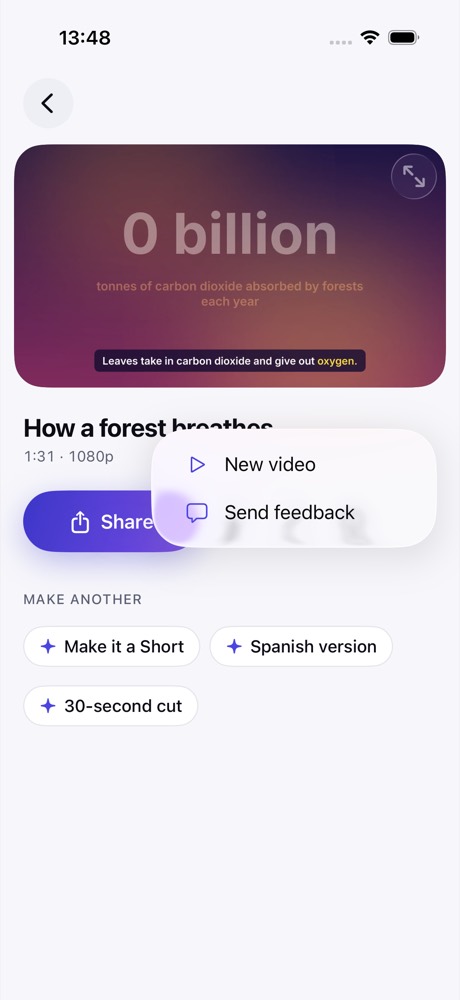 13:48
0 billion
tonnes of carbon dioxide absorbed by forests
each year
Leaves take in carbon dioxide and give out oxygen.
How a forest breathes
1:31 · 1080p
New video
Send feedback
Share
MAKE ANOTHER
Make it a Short
Spanish version
30-second cut